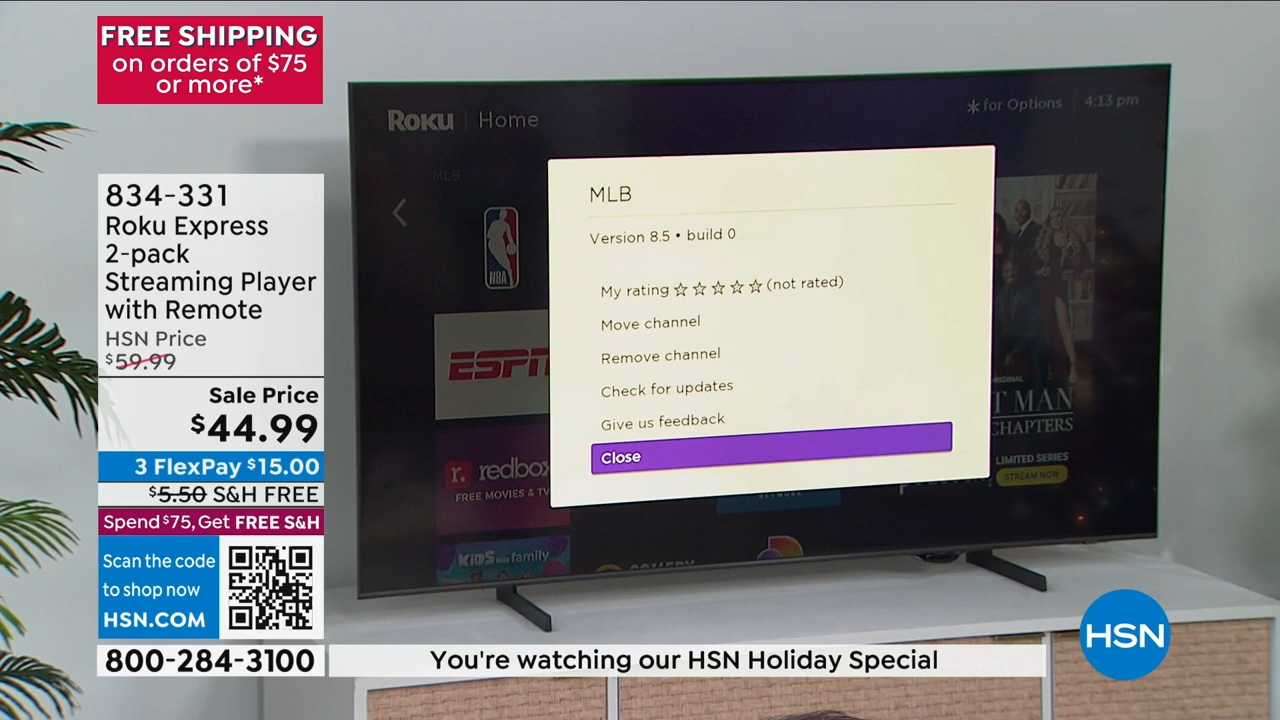 FREE SHIPPING
on orders of $75
or more*
834-331
Roku Express
2-pack
Streaming Player
with Remote
HSN Price
$59.99
Sale Price
$44.99
3 FlexPay $15.00
$5.50 S&H FREE
Spend $75, Get FREE S&H
Scan the code
to shop now
HSN.COM
800-284-3100
You're watching our HSN Holiday Special
HSN
Roku | Home
* for Options | 4:13 pm
MLB
MLB
Version 8.5 • build 0
My rating ☆☆☆☆☆ (not rated)
Move channel
Remove channel
Check for updates
Give us feedback
Close
NBA
ESPN
r. redbox
FREE MOVIES & TV
KIDS family
T MAN
CHAPTERS
LIMITED SERIES
STREAM NOW